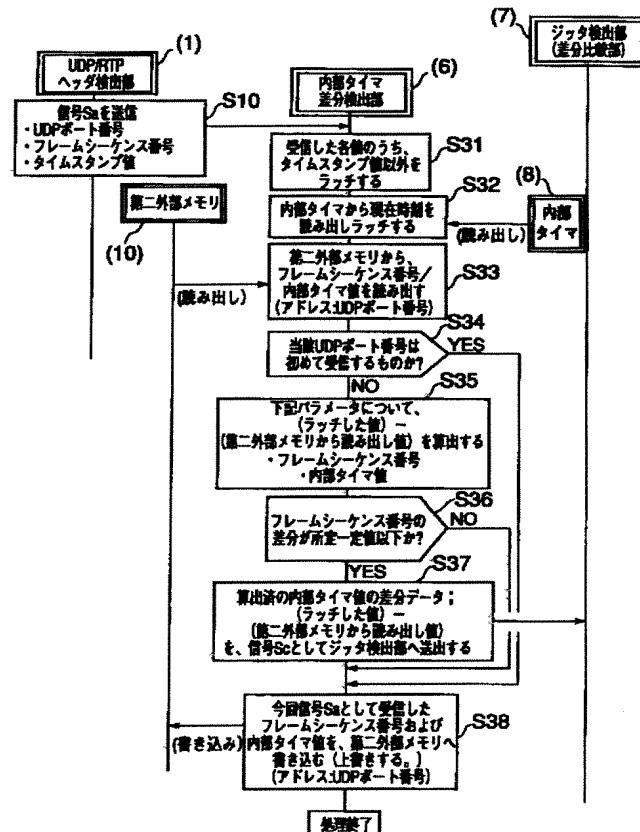 (1)
UDP/RTP
ヘッダ検出部
(6)
内部タイマ
差分検出部
(7)
ジッタ検出部
(差分比較部)
信号Saを送信
・UDPポート番号
・フレームシーケンス番号
・タイムスタンプ値
S10
受信した各値のうち、
タイムスタンプ値以外を
ラッチする
S31
第二外部メモリ
(10)
内部タイマから現在時刻を
読み出しラッチする
S32
(8)
内部
タイマ
(読み出し)
第二外部メモリから、
フレームシーケンス番号/
内部タイマ値を読み出す
(アドレス:UDPポート番号)
S33
(読み出し)
当該UDPポート番号は
初めて受信するものか?
S34
YES
NO
S35
下記パラメータについて、
(ラッチした値)ー
(第二外部メモリから読み出し値)を算出する
・フレームシーケンス番号
・内部タイマ値
フレームシーケンス番号の
差分が所定一定値以下か?
S36
NO
YES
S37
算出済の内部タイマ値の差分データ;
(ラッチした値)ー
(第二外部メモリから読み出し値)
を、信号Scとしてジッタ検出部へ送出する
今回信号Saとして受信した
フレームシーケンス番号および
内部タイマ値を、第二外部メモリへ
書き込む(上書きする。)
(アドレス:UDPポート番号)
S38
(書き込み)
処理終了